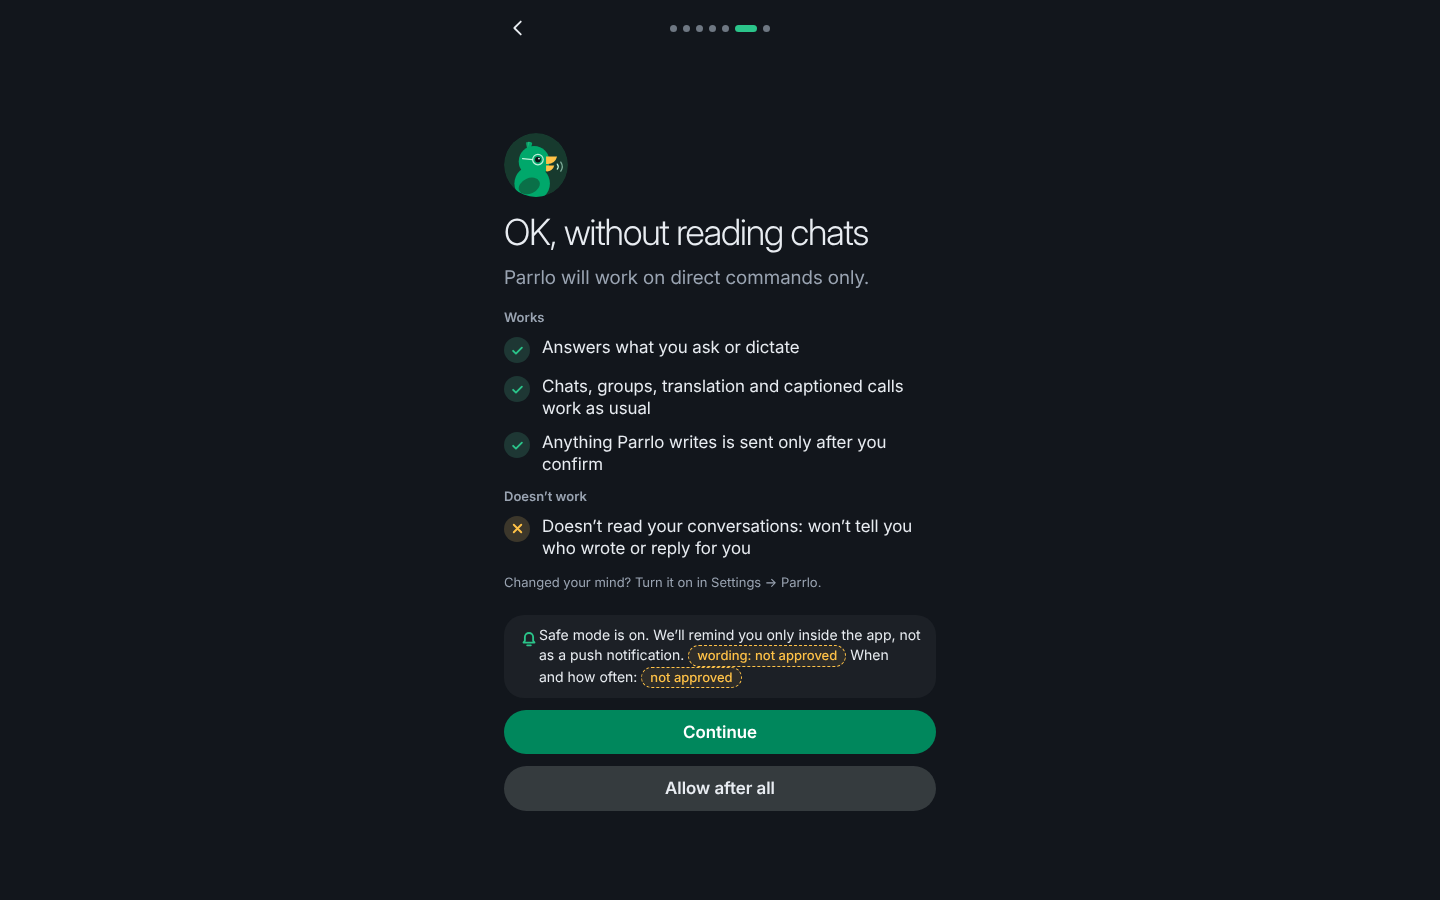 OK, without reading chats
Parrlo will work on direct commands only.
Works
Answers what you ask or dictate
Chats, groups, translation and captioned calls
work as usual
Anything Parrlo writes is sent only after you
confirm
Doesn’t work
Doesn’t read your conversations: won’t tell you
who wrote or reply for you
Changed your mind? Turn it on in Settings → Parrlo.
Safe mode is on. We’ll remind you only inside the app, not
as a push notification. wording: not approved When
and how often: not approved
Continue
Allow after all